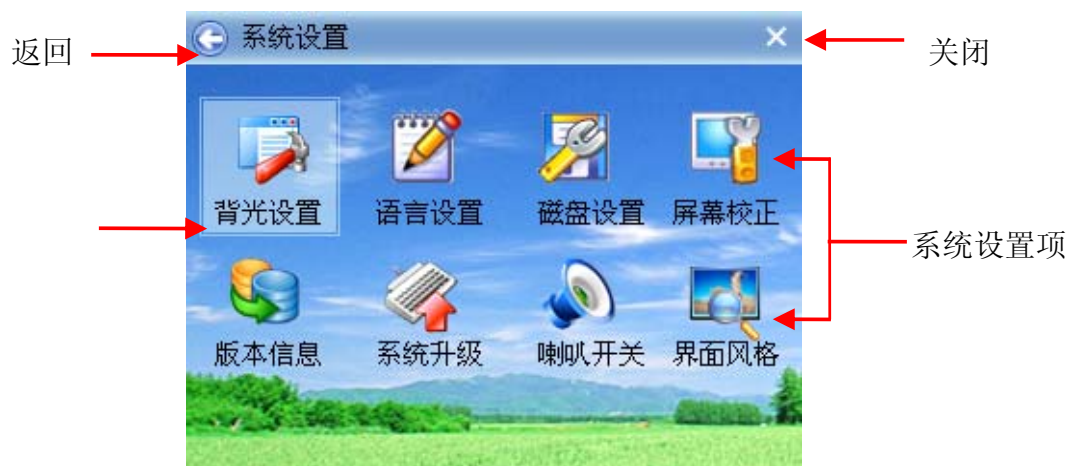 系统设置
返回
关闭
背光设置 语言设置 磁盘设置 屏幕校正
系统设置项
版本信息 系统升级 喇叭开关 界面风格